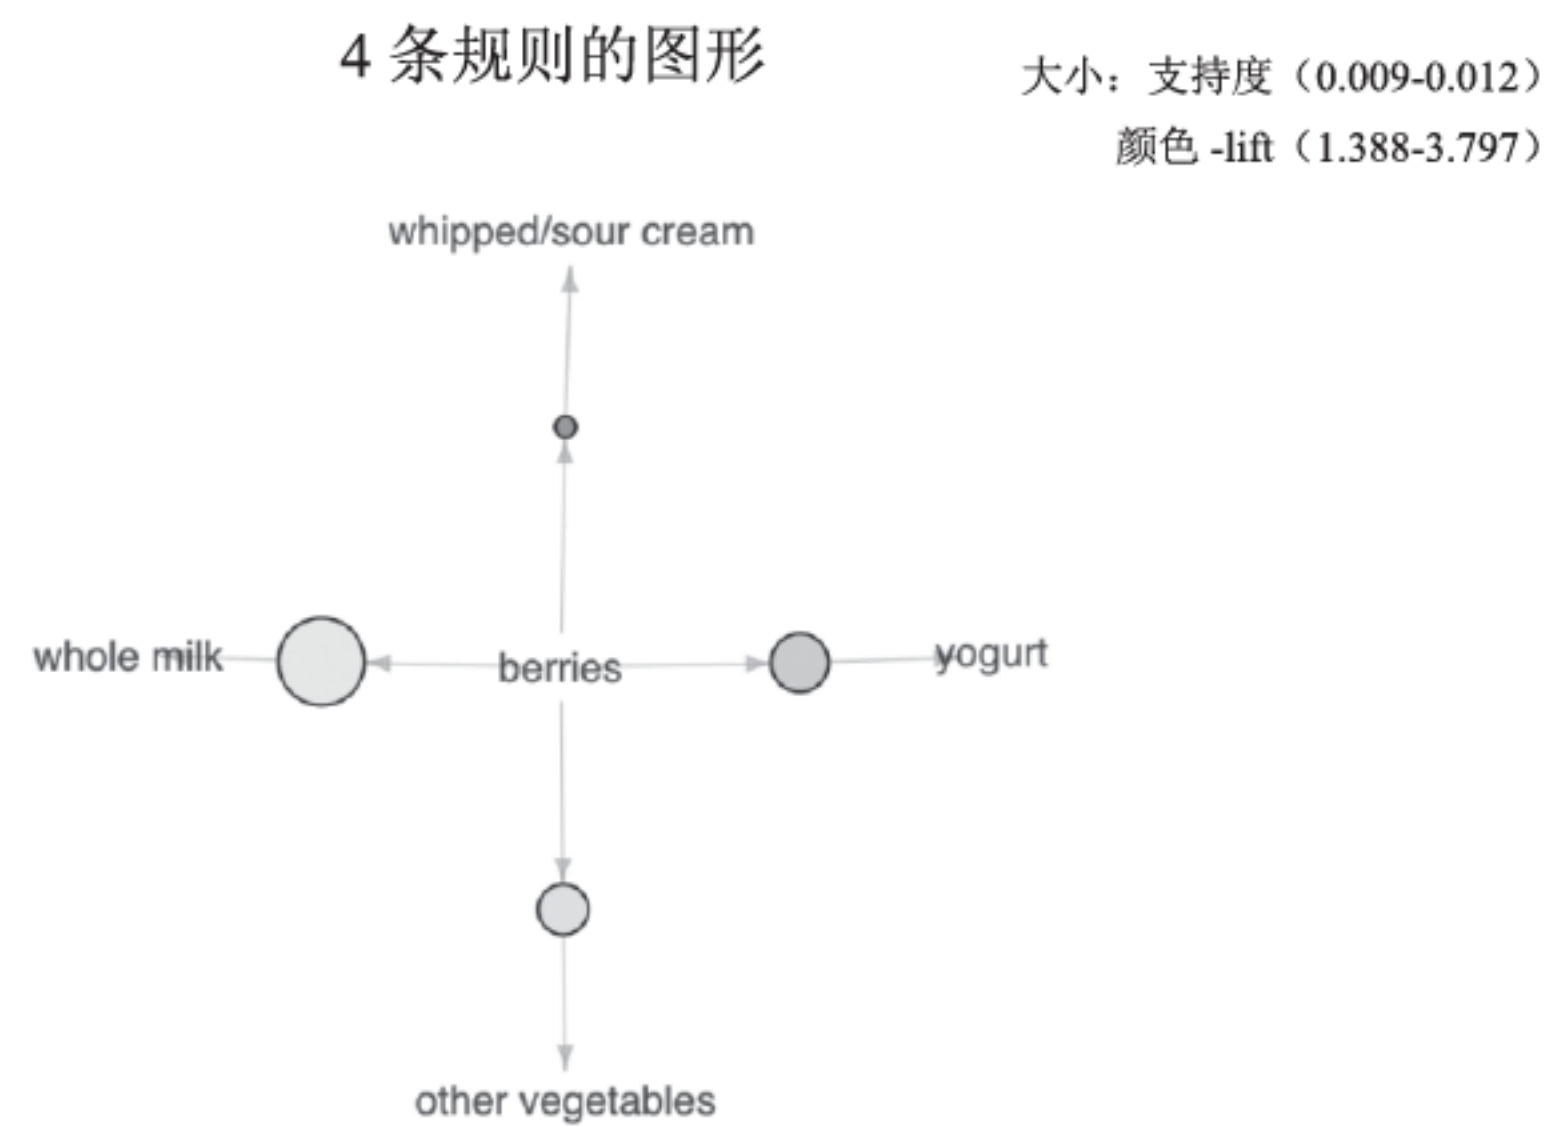 4 条规则的图形
大小：支持度（0.009-0.012）
颜色 -lift（1.388-3.797）
whipped/sour cream
whole milk
berries
yogurt
other vegetables